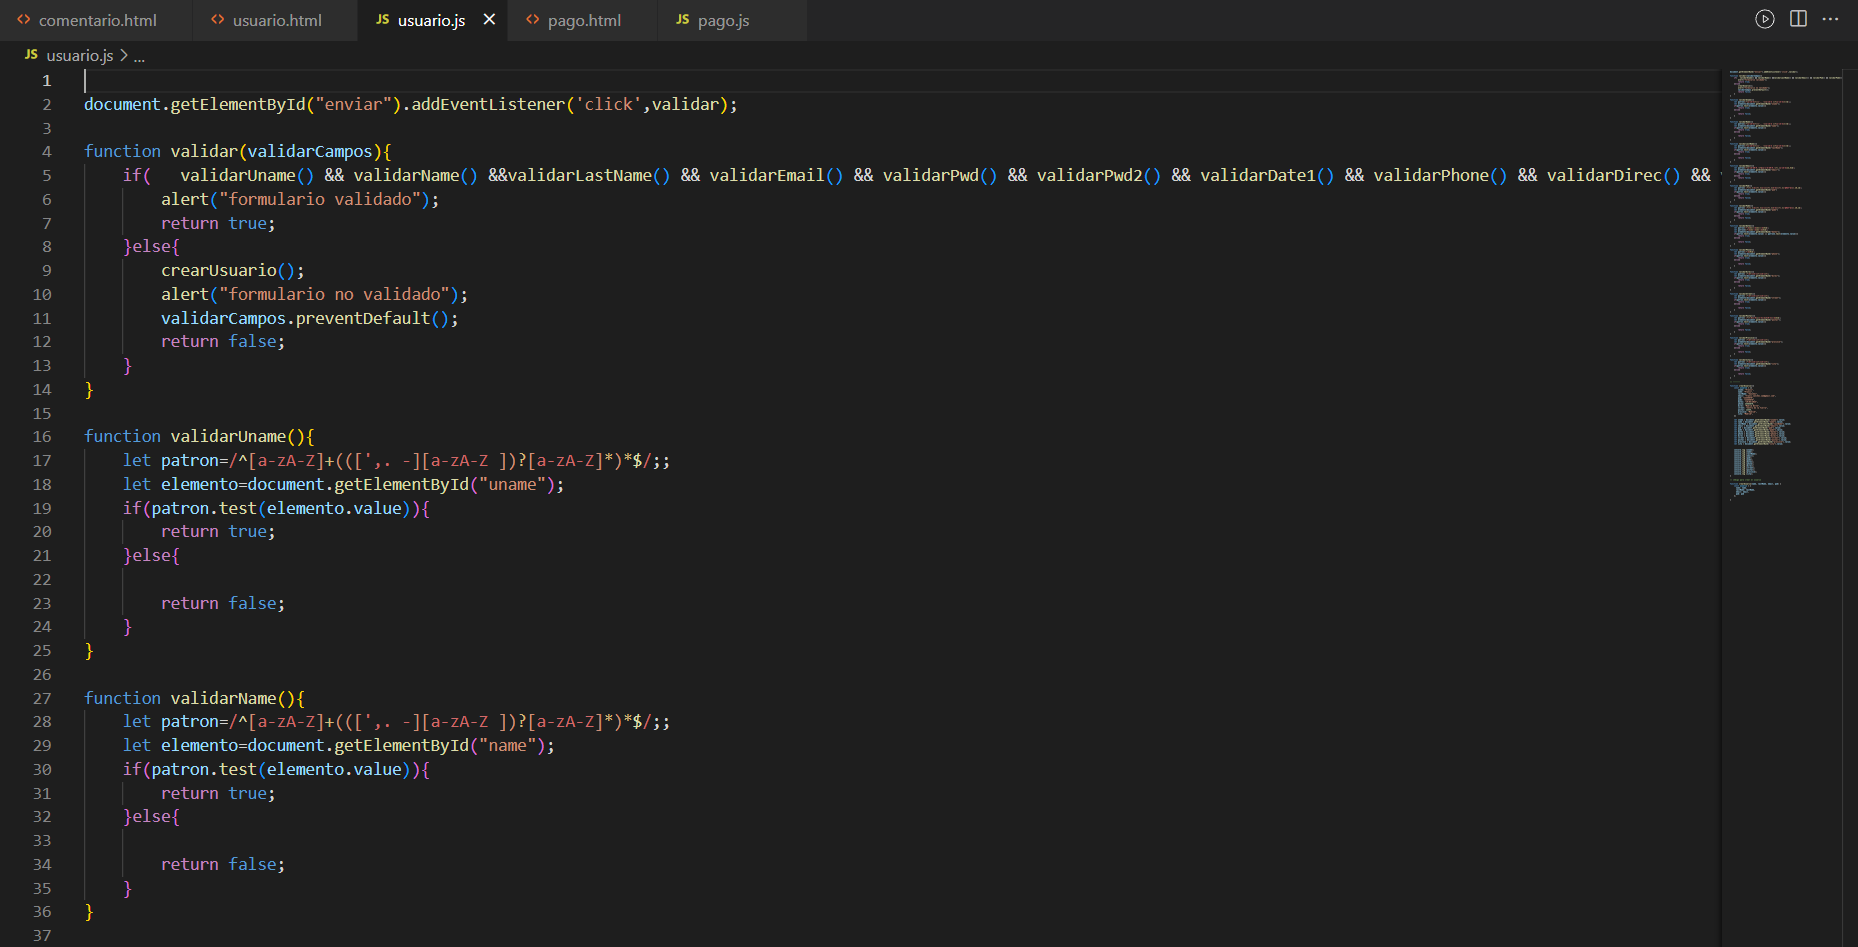 comentario.html usuario.html JS usuario.js pago.html JS pago.js
JS usuario.js > ...
1
2 document.getElementById("enviar").addEventListener('click',validar);
3
4 function validar(validarCampos){
5 if( validarUname() && validarName() &&validarLastName() && validarEmail() && validarPwd() && validarPwd2() && validarDate1() && validarPhone() && validarDirec() &&
6 alert("formulario validado");
7 return true;
8 }else{
9 crearUsuario();
10 alert("formulario no validado");
11 validarCampos.preventDefault();
12 return false;
13 }
14 }
15
16 function validarUname(){
17 let patron=/^[a-zA-Z]+(([',. -][a-zA-Z ])?[a-zA-Z]*)*$/;;
18 let elemento=document.getElementById("uname");
19 if(patron.test(elemento.value)){
20 return true;
21 }else{
22
23 return false;
24 }
25 }
26
27 function validarName(){
28 let patron=/^[a-zA-Z]+(([',. -][a-zA-Z ])?[a-zA-Z]*)*$/;;
29 let elemento=document.getElementById("name");
30 if(patron.test(elemento.value)){
31 return true;
32 }else{
33
34 return false;
35 }
36 }
37